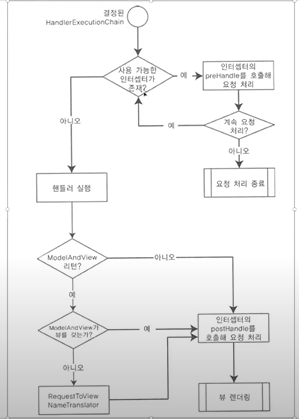 결정된
HandlerExecutionChain
사용 가능한
인터셉터가
존재?
예
인터셉터의
preHandle를 호출해
요청 처리
아니오
예
계속 요청
처리?
아니오
핸들러 실행
요청 처리 종료
ModelAndView
리턴?
아니오
예
ModelAndView가
뷰를 갖는가?
예
인터셉터의
postHandle를
호출해 요청 처리
아니오
RequestToView
NameTranslator
뷰 렌더링